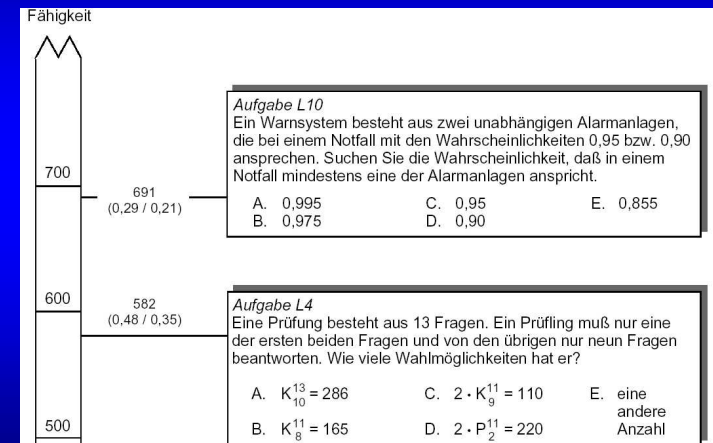 Fähigkeit
Aufgabe L10
Ein Warnsystem besteht aus zwei unabhängigen Alarmanlagen,
die bei einem Notfall mit den Wahrscheinlichkeiten 0,95 bzw. 0,90
ansprechen. Suchen Sie die Wahrscheinlichkeit, daß in einem
Notfall mindestens eine der Alarmanlagen anspricht.
A. 0,995 C. 0,95 E. 0,855
B. 0,975 D. 0,90
700
691
(0,29 / 0,21)
600
582
(0,48 / 0,35)
Aufgabe L4
Eine Prüfung besteht aus 13 Fragen. Ein Prüfling muß nur eine
der ersten beiden Fragen und von den übrigen nur neun Fragen
beantworten. Wie viele Wahlmöglichkeiten hat er?
A. K¹³₁₀ = 286 C. 2 · K¹¹₉ = 110 E. eine
andere
B. K¹¹₈ = 165 D. 2 · P¹¹₂ = 220 Anzahl
500